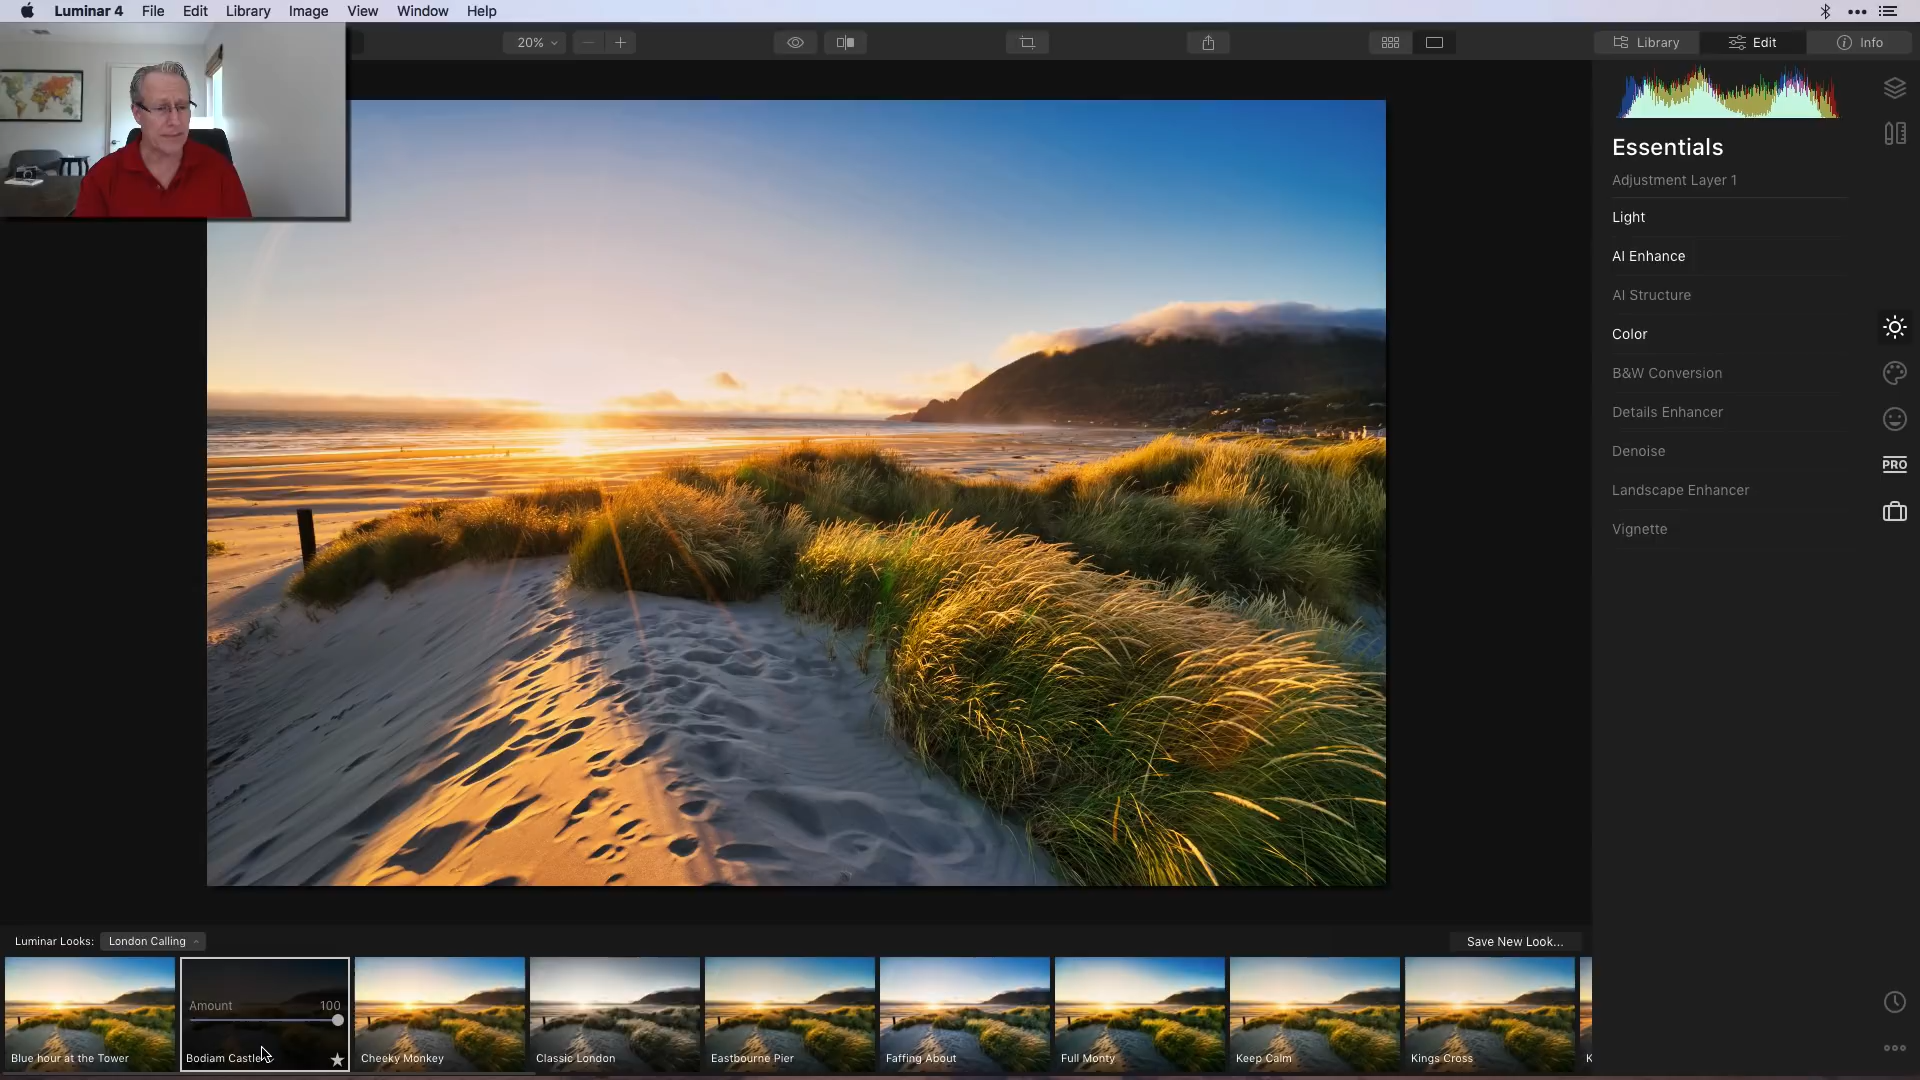 Luminar 4 File Edit Library Image View Window Help
20%
Library Edit Info
Essentials
Adjustment Layer 1
Light
AI Enhance
AI Structure
Color
B&W Conversion
Details Enhancer
Denoise
Landscape Enhancer
Vignette
PRO
Luminar Looks: London Calling
Save New Look...
Amount 100
Blue hour at the Tower
Bodiam Castle
Cheeky Monkey
Classic London
Eastbourne Pier
Faffing About
Full Monty
Keep Calm
Kings Cross
K